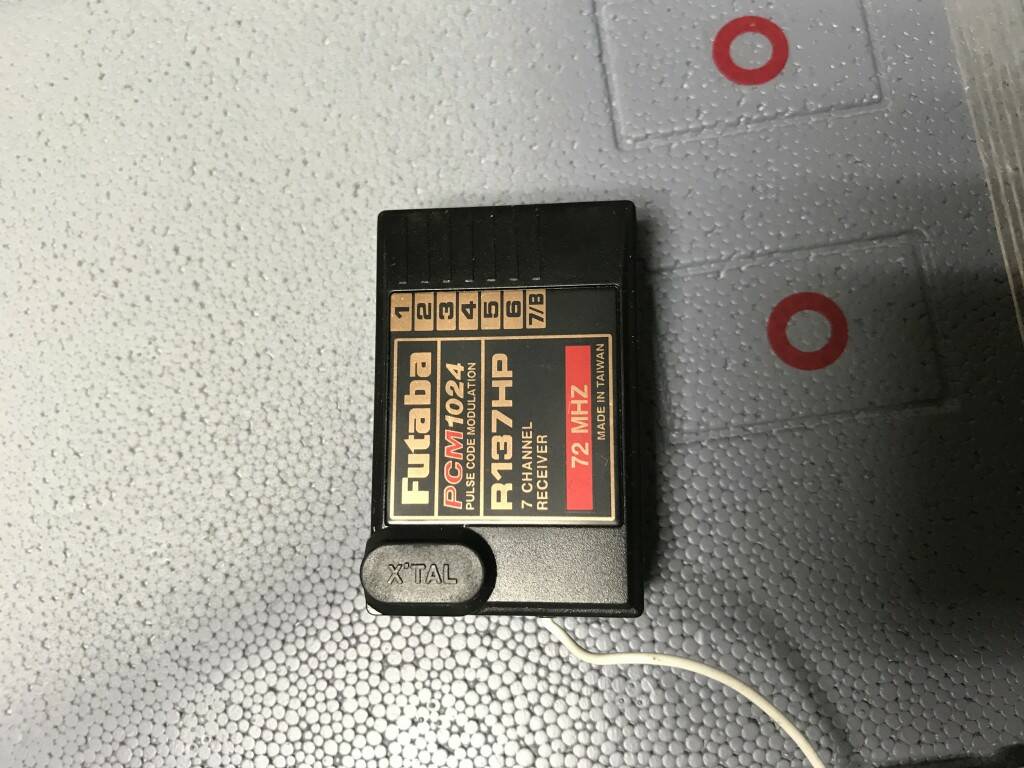 1
2
3
4
5
6
7/B
Futaba
PCM1024
PULSE CODE MODULATION
R137HP
7 CHANNEL
RECEIVER
72 MHZ
MADE IN TAIWAN
X'TAL